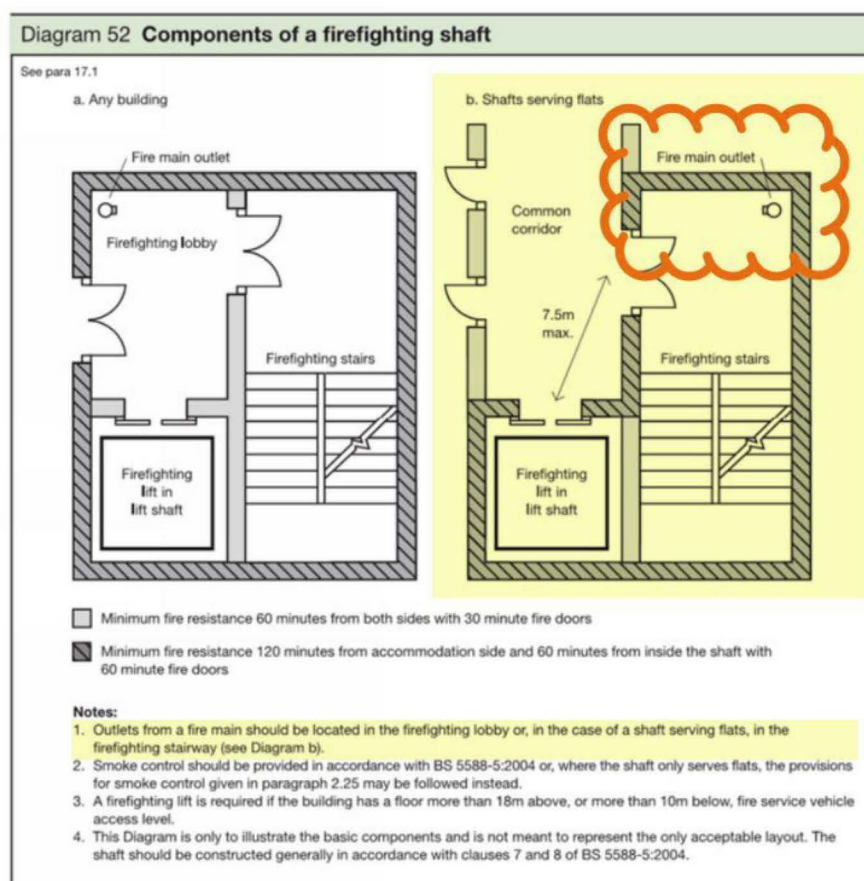 Diagram 52 Components of a firefighting shaft
See para 17.1
a. Any building
Fire main outlet
Firefighting lobby
Firefighting stairs
Firefighting
lift in
lift shaft
b. Shafts serving flats
Fire main outlet
Common
corridor
7.5m
max.
Firefighting stairs
Firefighting
lift in
lift shaft
Minimum fire resistance 60 minutes from both sides with 30 minute fire doors
Minimum fire resistance 120 minutes from accommodation side and 60 minutes from inside the shaft with
60 minute fire doors
Notes:
1. Outlets from a fire main should be located in the firefighting lobby or, in the case of a shaft serving flats, in the
firefighting stairway (see Diagram b).
2. Smoke control should be provided in accordance with BS 5588-5:2004 or, where the shaft only serves flats, the provisions
for smoke control given in paragraph 2.25 may be followed instead.
3. A firefighting lift is required if the building has a floor more than 18m above, or more than 10m below, fire service vehicle
access level.
4. This Diagram is only to illustrate the basic components and is not meant to represent the only acceptable layout. The
shaft should be constructed generally in accordance with clauses 7 and 8 of BS 5588-5:2004.